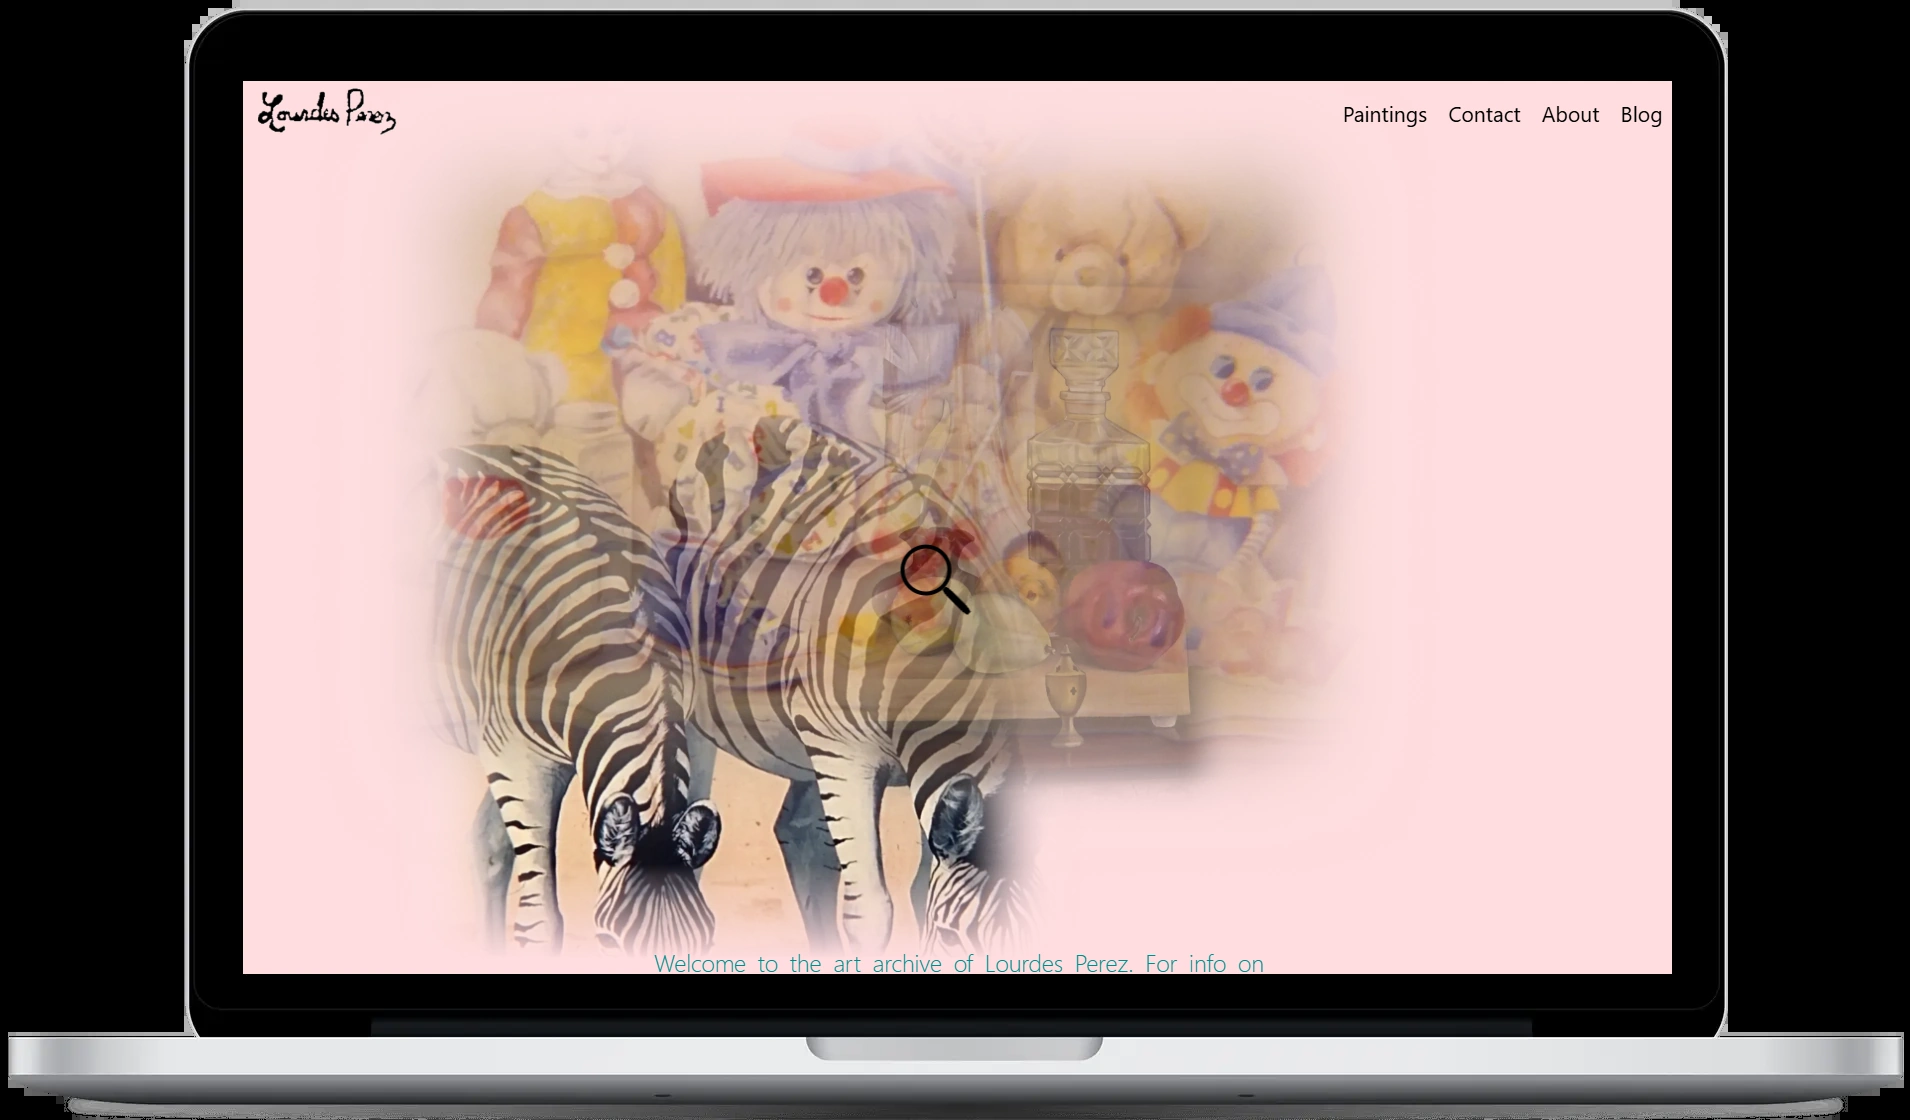 Lourdes Perez
Paintings Contact About Blog
Welcome to the art archive of Lourdes Perez. For info on